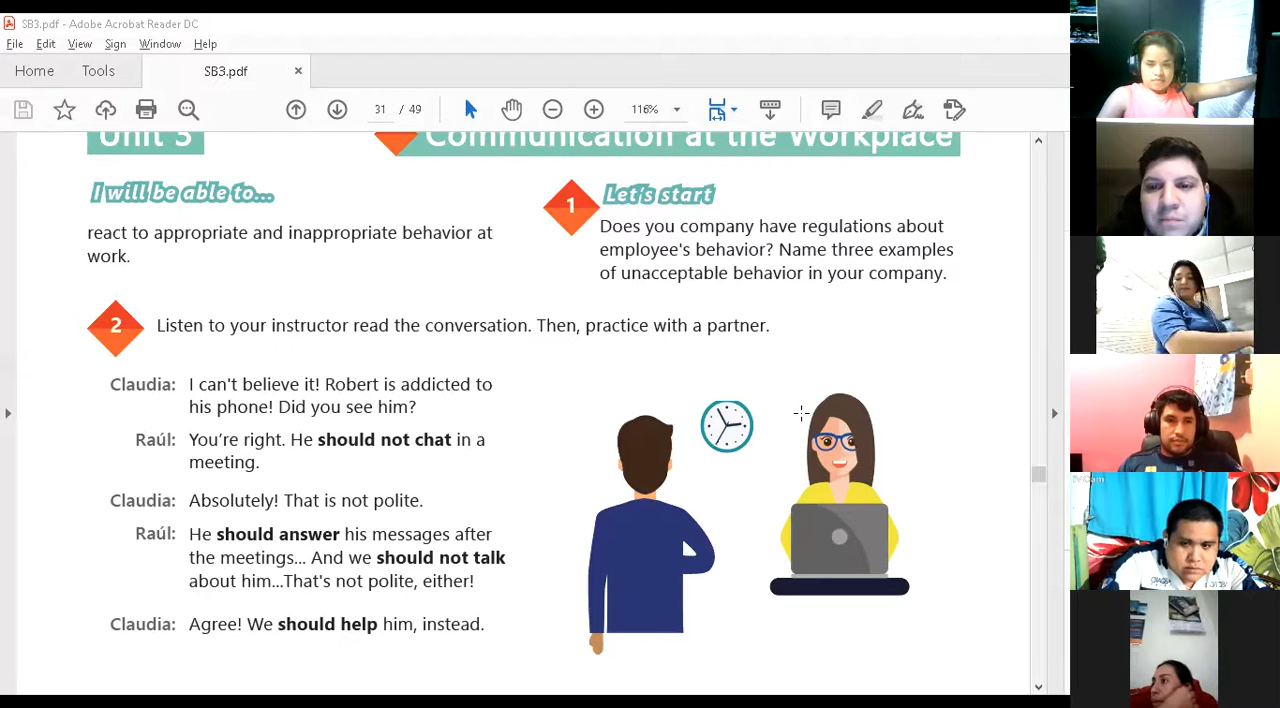 SB3.pdf - Adobe Acrobat Reader DC
File Edit View Sign Window Help
Home Tools SB3.pdf ×
31 / 49 116%
Unit 3 Communication at the Workplace
I will be able to...
react to appropriate and inappropriate behavior at
work.
1 Let's start
Does you company have regulations about
employee's behavior? Name three examples
of unacceptable behavior in your company.
2 Listen to your instructor read the conversation. Then, practice with a partner.
Claudia: I can't believe it! Robert is addicted to
his phone! Did you see him?
Raúl: You're right. He should not chat in a
meeting.
Claudia: Absolutely! That is not polite.
Raúl: He should answer his messages after
the meetings... And we should not talk
about him...That's not polite, either!
Claudia: Agree! We should help him, instead.